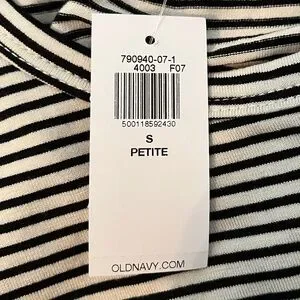 790940-07-1
4003 F07
500118592430
S
PETITE
OLDNAVY.COM